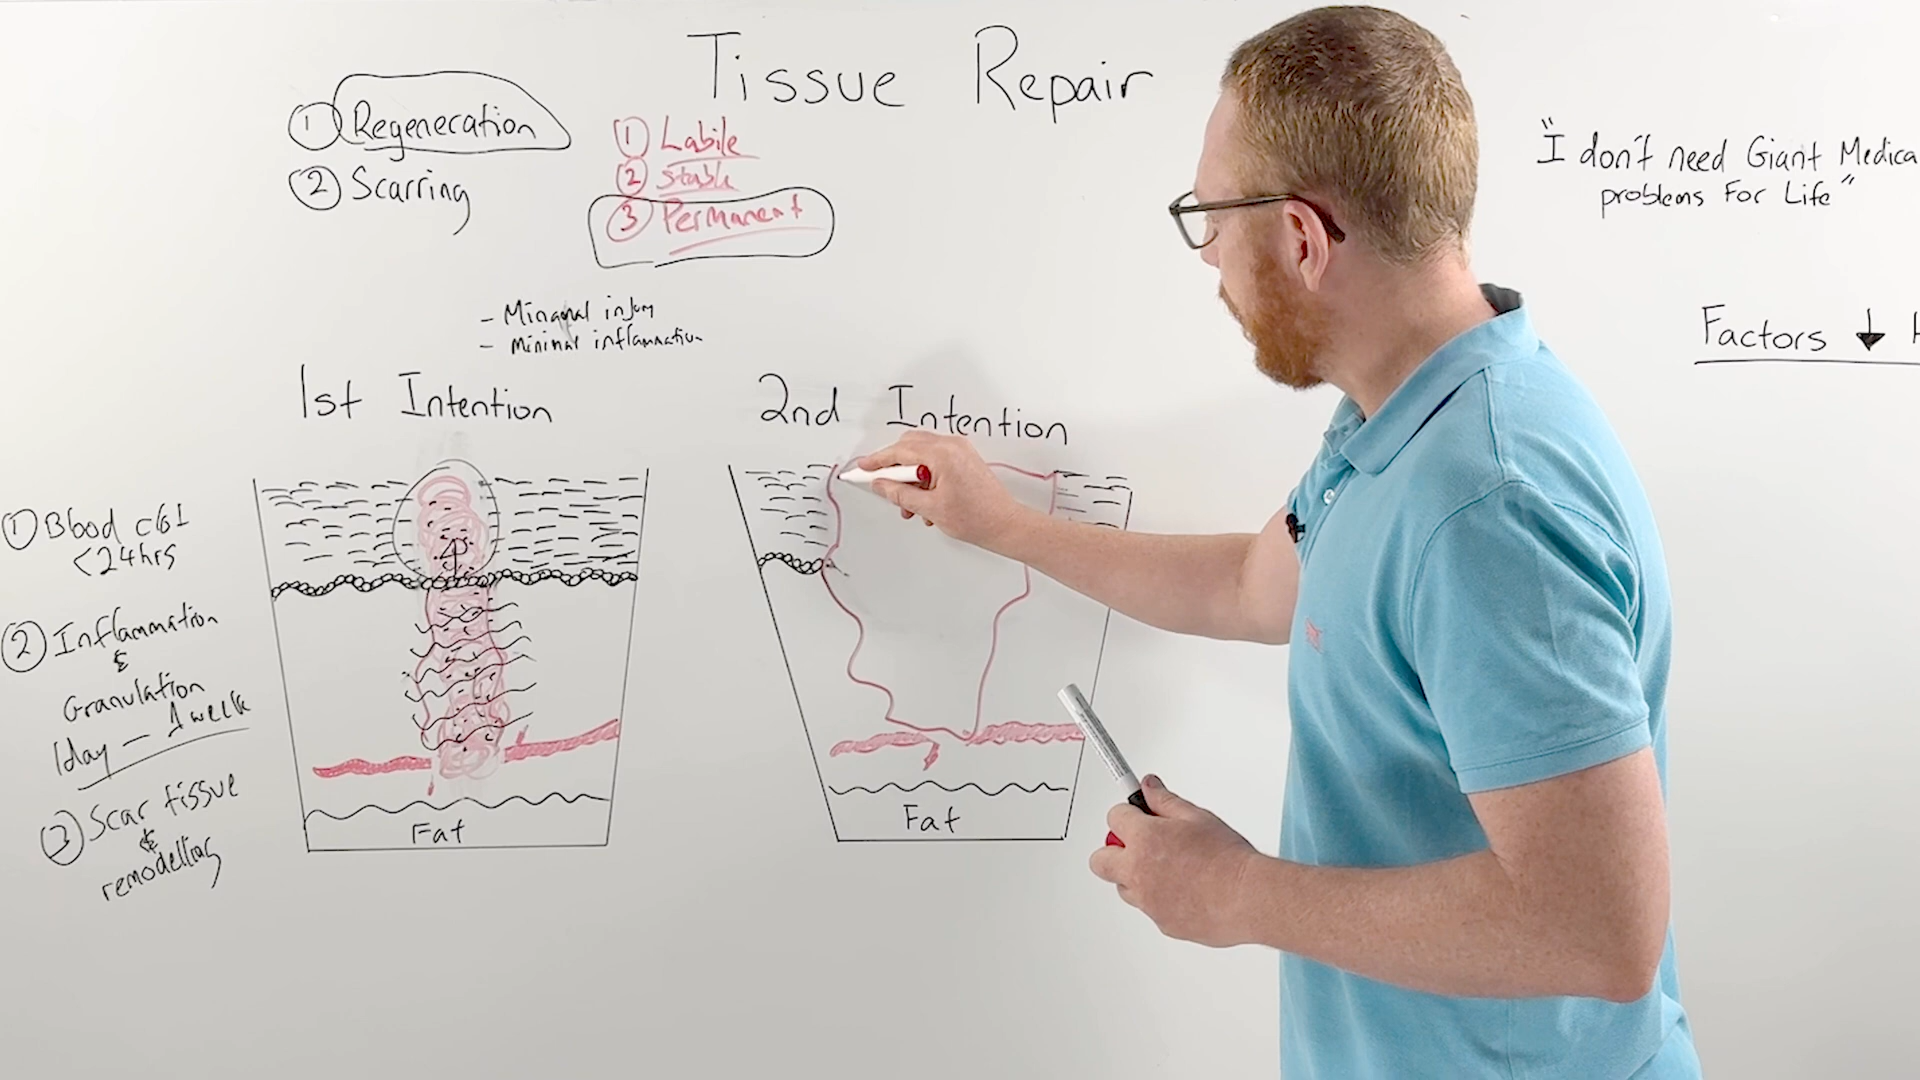 Tissue Repair
① Regeneration
② Scarring
① Labile
② Stable
③ Permanent
- Minamal injury
- Minimal inflammation
1st Intention
2nd Intention
① Blood clot
<24hrs
② Inflammation
&
Granulation
1day - 1 week
③ Scar tissue
&
remodelling
Fat
Fat
"I don't need Giant Medica
problems For Life"
Factors ↓